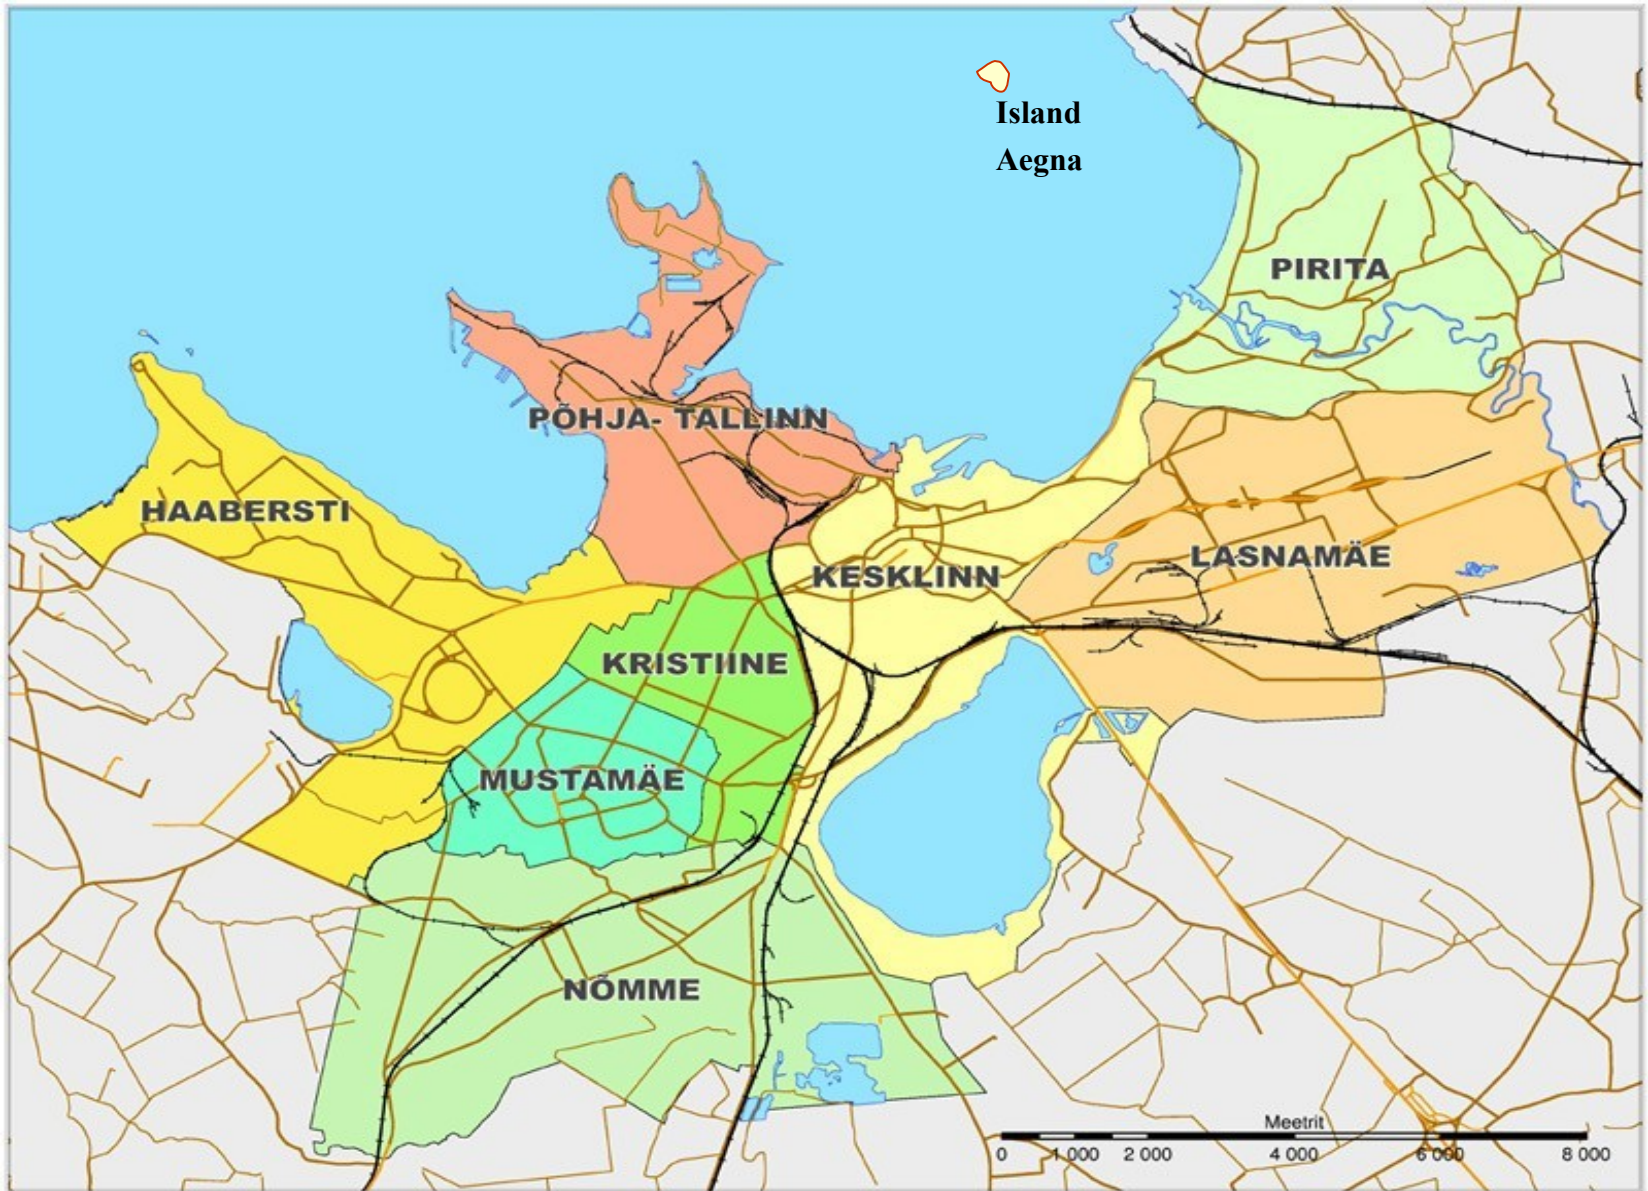 Island
Aegna
PIRITA
PÕHJA- TALLINN
HAABERSTI
LASNAMÄE
KESKLINN
KRISTIINE
MUSTAMÄE
NÕMME
Meetrit
0 1 000 2 000 4 000 6 000 8 000